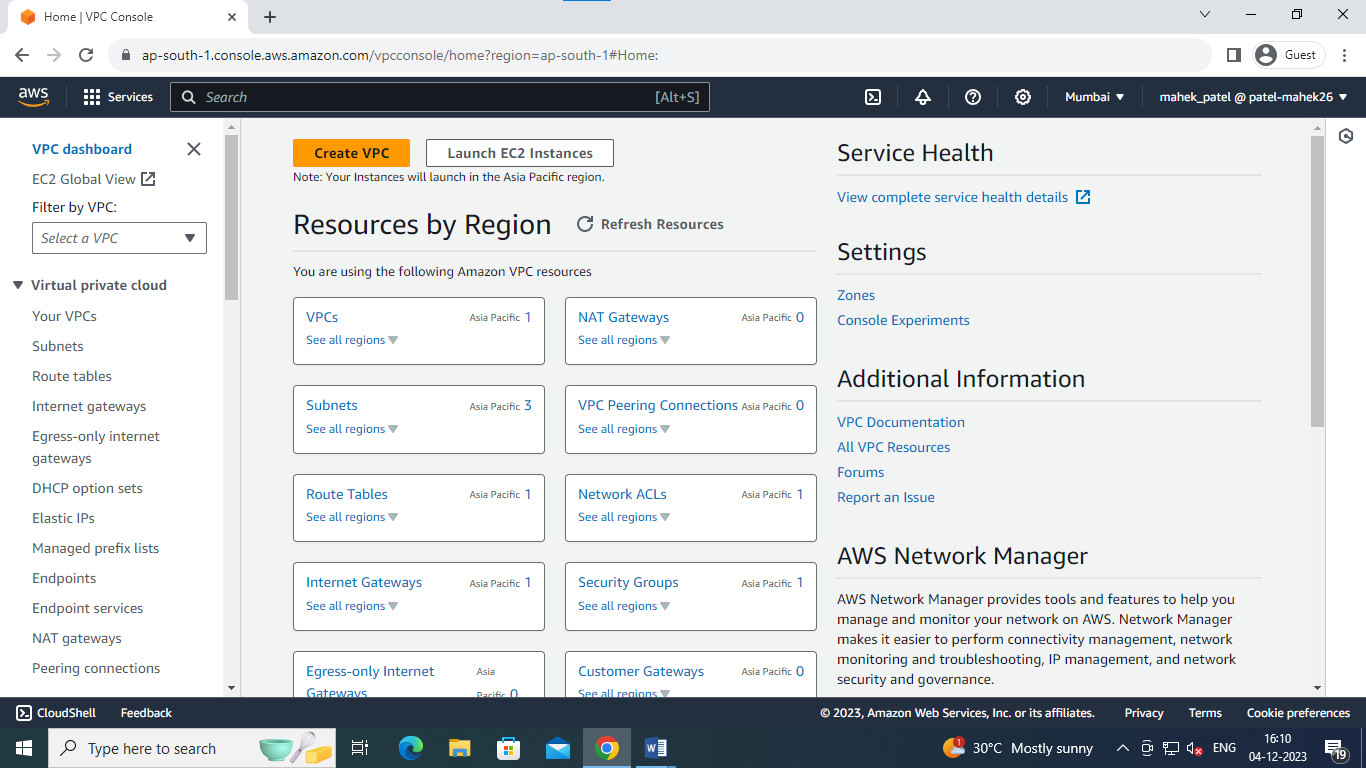 Home | VPC Console
ap-south-1.console.aws.amazon.com/vpcconsole/home?region=ap-south-1#Home:
Guest
aws
Services
Search
[Alt+S]
Mumbai
mahek_patel @ patel-mahek26
VPC dashboard
EC2 Global View
Filter by VPC:
Select a VPC
Virtual private cloud
Your VPCs
Subnets
Route tables
Internet gateways
Egress-only internet
gateways
DHCP option sets
Elastic IPs
Managed prefix lists
Endpoints
Endpoint services
NAT gateways
Peering connections
Create VPC
Launch EC2 Instances
Note: Your Instances will launch in the Asia Pacific region.
Resources by Region
Refresh Resources
You are using the following Amazon VPC resources
VPCs Asia Pacific 1
See all regions
NAT Gateways Asia Pacific 0
See all regions
Subnets Asia Pacific 3
See all regions
VPC Peering Connections Asia Pacific 0
See all regions
Route Tables Asia Pacific 1
See all regions
Network ACLs Asia Pacific 1
See all regions
Internet Gateways Asia Pacific 1
See all regions
Security Groups Asia Pacific 1
See all regions
Egress-only Internet Asia
Gateways Pacific 0
Customer Gateways Asia Pacific 0
See all regions
Service Health
View complete service health details
Settings
Zones
Console Experiments
Additional Information
VPC Documentation
All VPC Resources
Forums
Report an Issue
AWS Network Manager
AWS Network Manager provides tools and features to help you
manage and monitor your network on AWS. Network Manager
makes it easier to perform connectivity management, network
monitoring and troubleshooting, IP management, and network
security and governance.
CloudShell
Feedback
© 2023, Amazon Web Services, Inc. or its affiliates.
Privacy
Terms
Cookie preferences
Type here to search
1
30°C Mostly sunny
ENG
16:10
04-12-2023
19